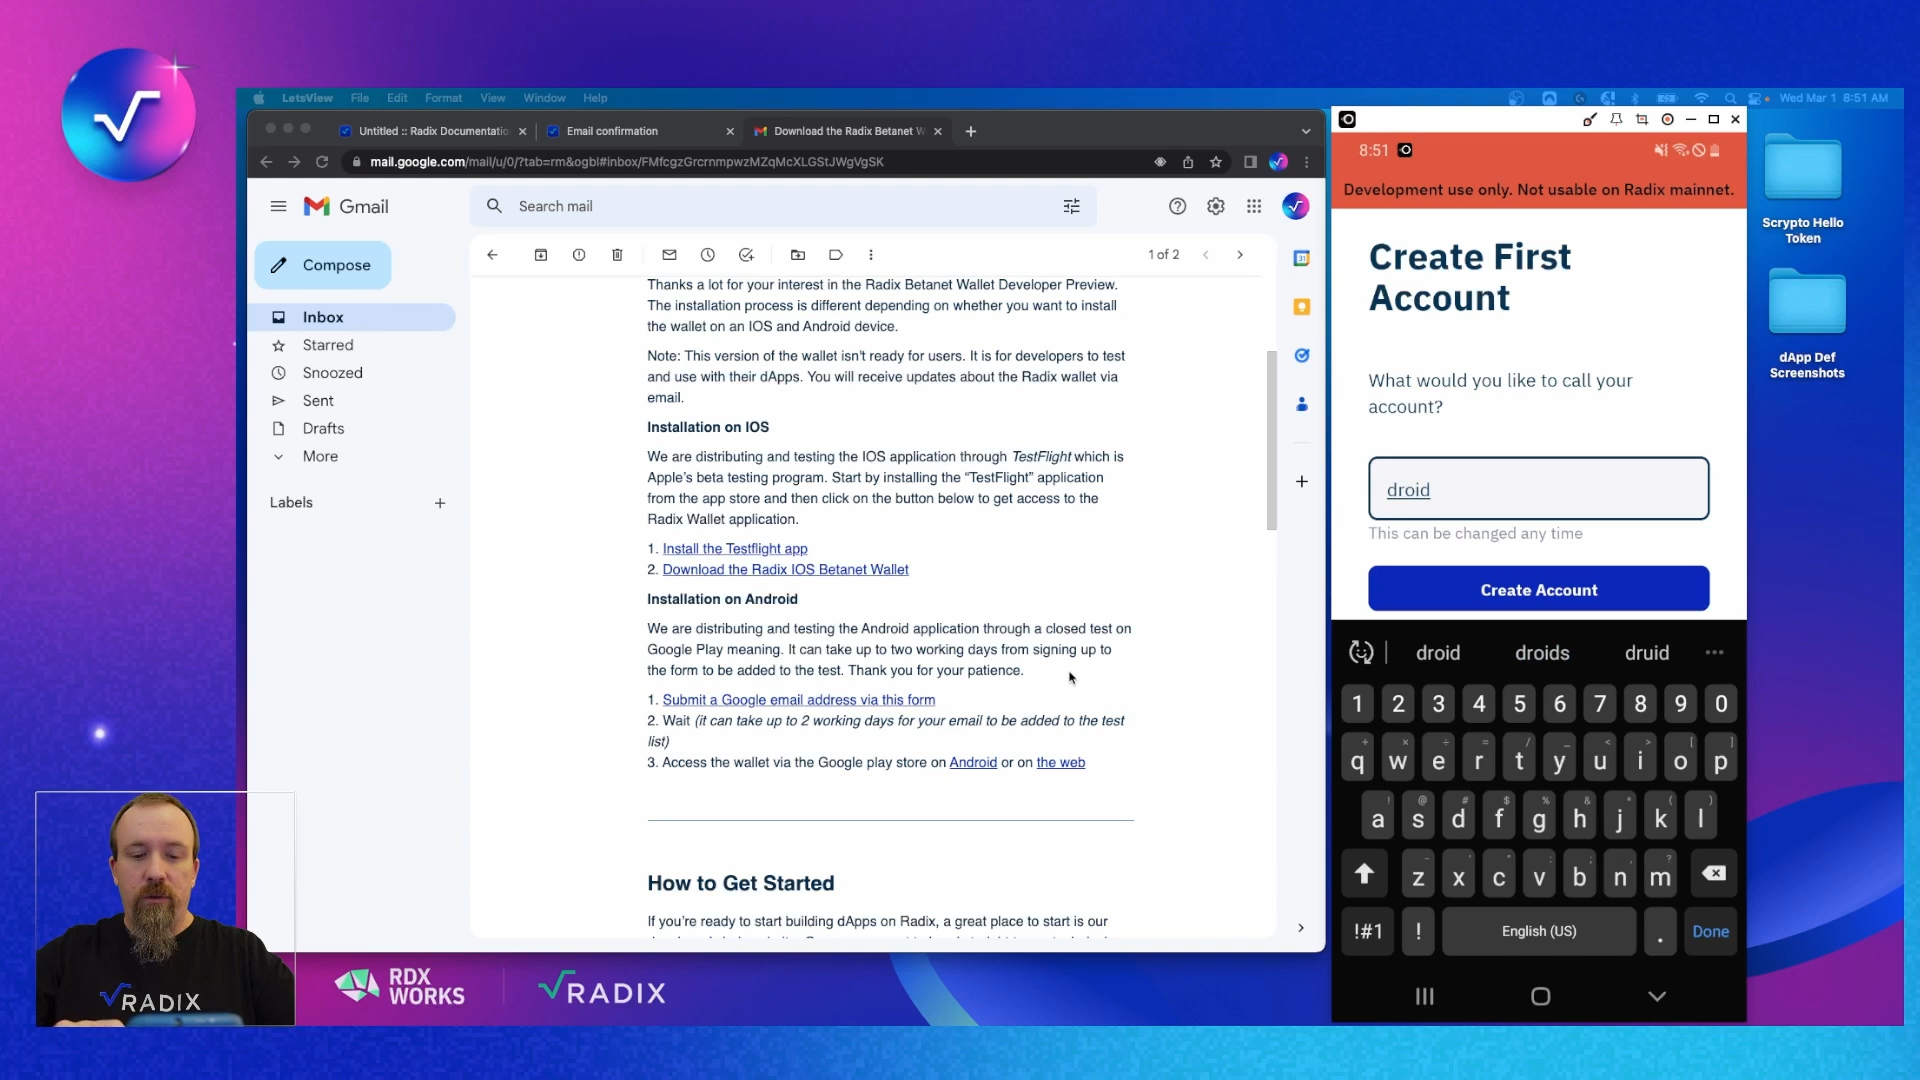 LetsView File Edit Format View Window Help
Wed Mar 1 8:51 AM
Untitled :: Radix Documentatio
Email confirmation
Download the Radix Betanet W
mail.google.com/mail/u/0/?tab=rm&ogbl#inbox/FMfcgzGrcrnmpwzMZqMcXLGStJWgVgSK
Gmail
Search mail
Compose
Inbox
Starred
Snoozed
Sent
Drafts
More
Labels
1 of 2
Thanks a lot for your interest in the Radix Betanet Wallet Developer Preview.
The installation process is different depending on whether you want to install
the wallet on an IOS and Android device.
Note: This version of the wallet isn't ready for users. It is for developers to test
and use with their dApps. You will receive updates about the Radix wallet via
email.
Installation on IOS
We are distributing and testing the IOS application through TestFlight which is
Apple's beta testing program. Start by installing the “TestFlight” application
from the app store and then click on the button below to get access to the
Radix Wallet application.
1. Install the Testflight app
2. Download the Radix IOS Betanet Wallet
Installation on Android
We are distributing and testing the Android application through a closed test on
Google Play meaning. It can take up to two working days from signing up to
the form to be added to the test. Thank you for your patience.
1. Submit a Google email address via this form
2. Wait (it can take up to 2 working days for your email to be added to the test
list)
3. Access the wallet via the Google play store on Android or on the web
How to Get Started
If you're ready to start building dApps on Radix, a great place to start is our
8:51
Development use only. Not usable on Radix mainnet.
Create First
Account
What would you like to call your
account?
droid
This can be changed any time
Create Account
droid droids druid
1 2 3 4 5 6 7 8 9 0
q w e r t y u i o p
a s d f g h j k l
z x c v b n m
!#1 ! English (US) . Done
Scrypto Hello
Token
dApp Def
Screenshots
RADIX
RDX
WORKS
RADIX